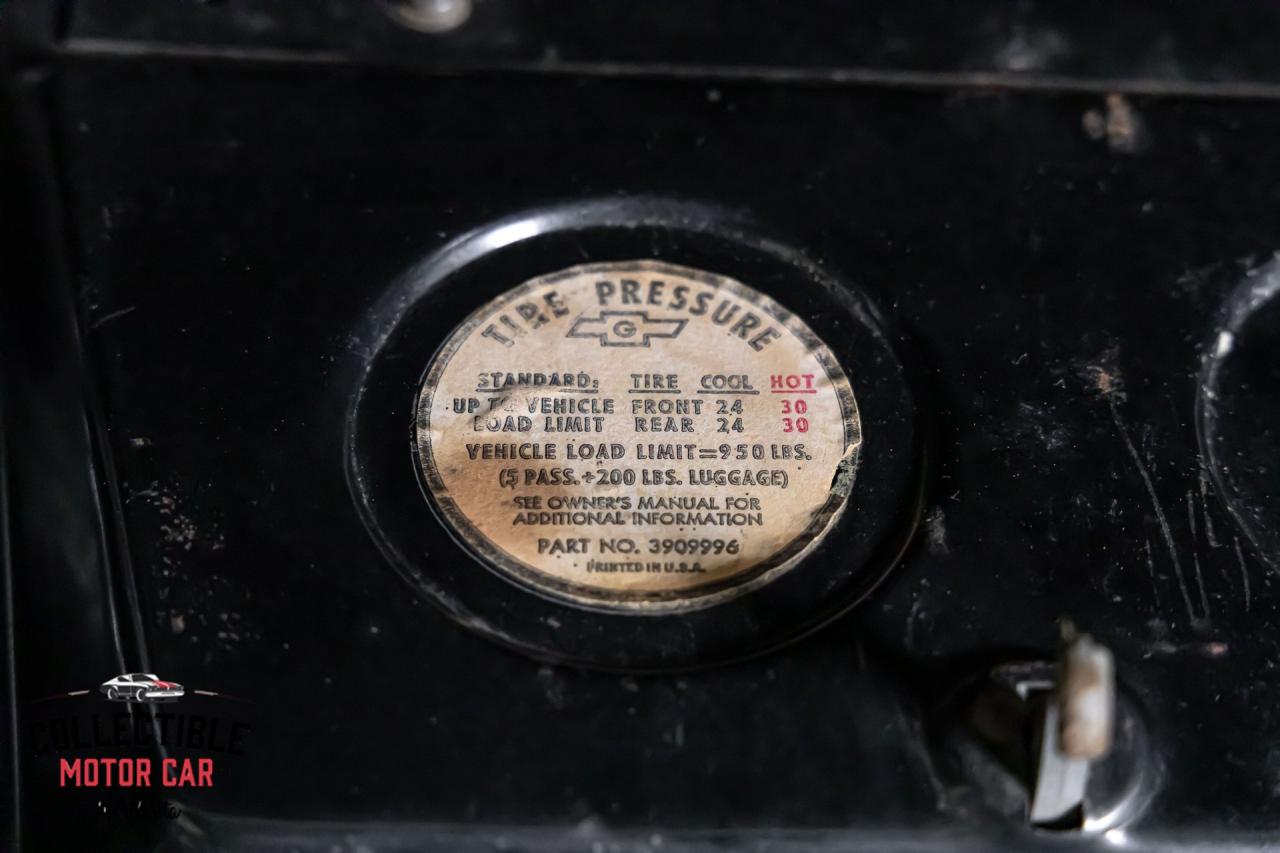 TIRE PRESSURE
G
STANDARD: TIRE COOL HOT
UP TO VEHICLE FRONT 24 30
LOAD LIMIT REAR 24 30
VEHICLE LOAD LIMIT=950 LBS.
(5 PASS.+200 LBS. LUGGAGE)
SEE OWNER'S MANUAL FOR
ADDITIONAL INFORMATION
PART NO. 3909996
PRINTED IN U.S.A.
COLLECTIBLE
MOTOR CAR